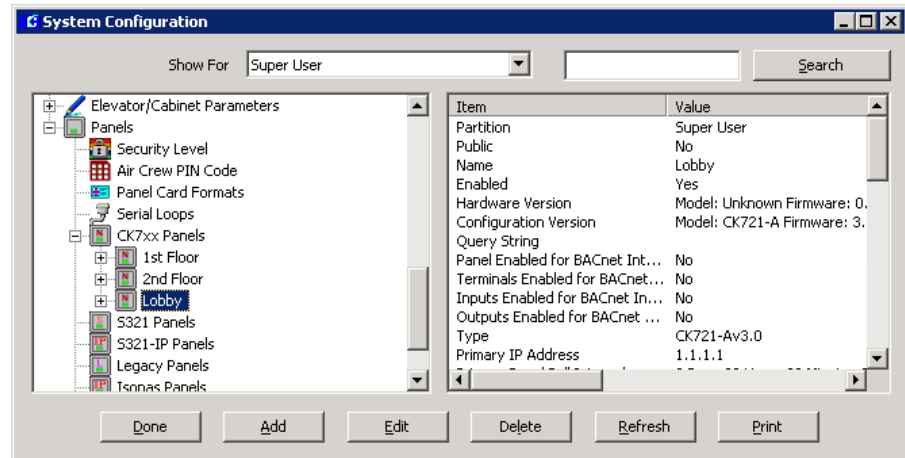 System Configuration
Show For Super User Search
Elevator/Cabinet Parameters
Panels
Security Level
Air Crew PIN Code
Panel Card Formats
Serial Loops
CK7xx Panels
1st Floor
2nd Floor
Lobby
S321 Panels
S321-IP Panels
Legacy Panels
Isonas Panels
Item Value
Partition Super User
Public No
Name Lobby
Enabled Yes
Hardware Version Model: Unknown Firmware: 0.
Configuration Version Model: CK721-A Firmware: 3.
Query String
Panel Enabled for BACnet Int... No
Terminals Enabled for BACnet... No
Inputs Enabled for BACnet In... No
Outputs Enabled for BACnet ... No
Type CK721-Av3.0
Primary IP Address 1.1.1.1
Done Add Edit Delete Refresh Print